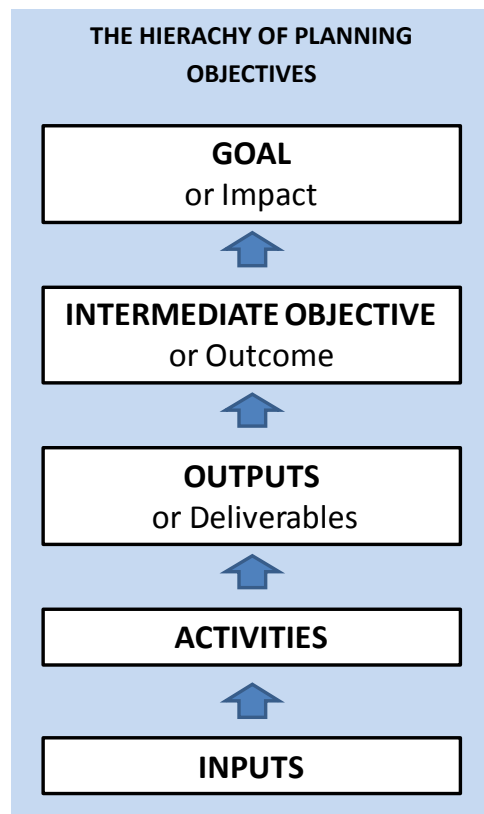 THE HIERACHY OF PLANNING
OBJECTIVES
GOAL
or Impact
INTERMEDIATE OBJECTIVE
or Outcome
OUTPUTS
or Deliverables
ACTIVITIES
INPUTS